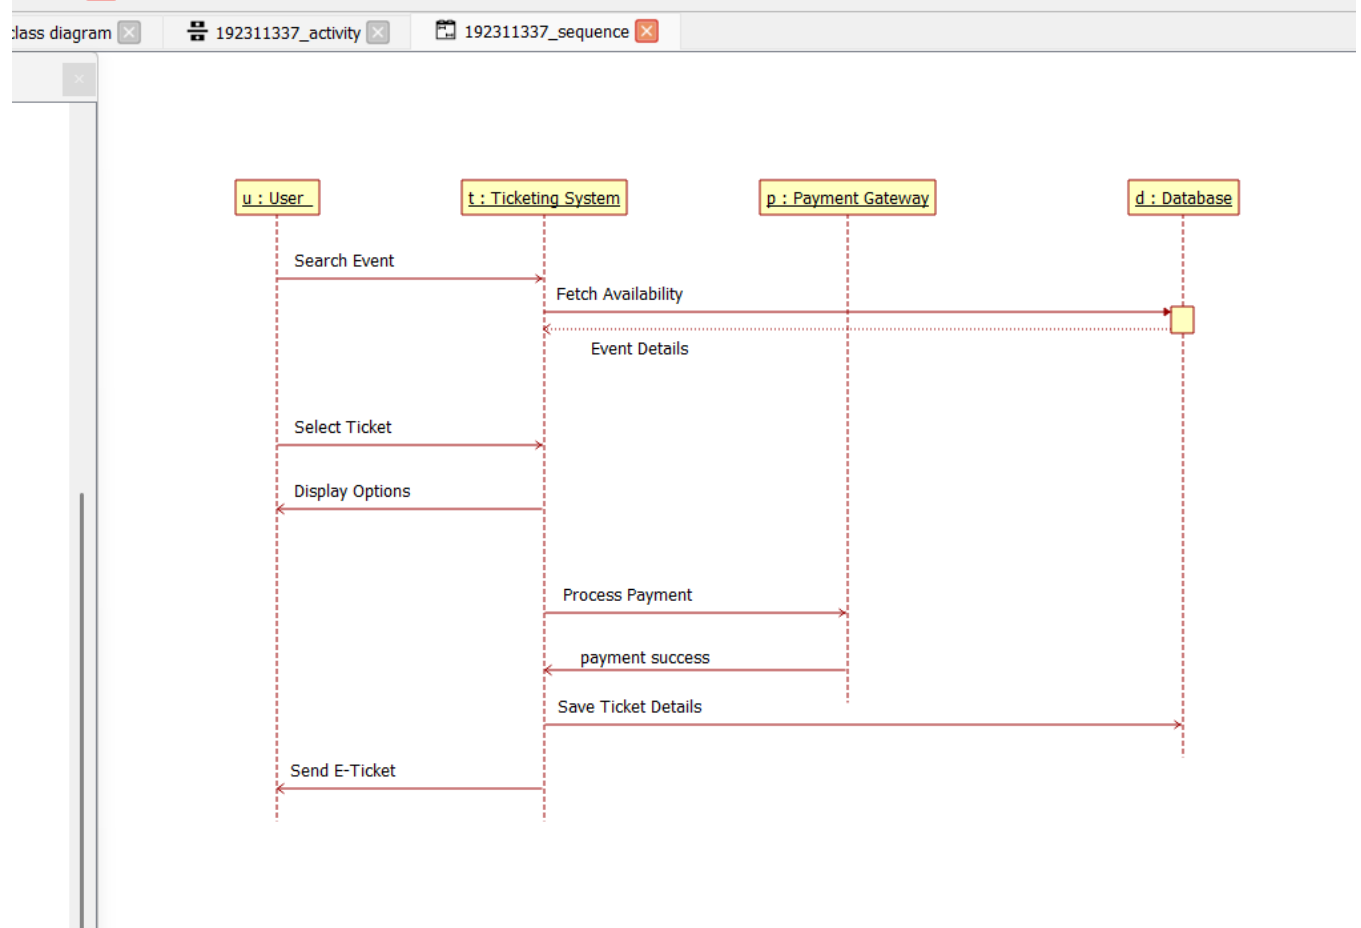 class diagram
192311337_activity
192311337_sequence
u : User
t : Ticketing System
p : Payment Gateway
d : Database
Search Event
Fetch Availability
Event Details
Select Ticket
Display Options
Process Payment
payment success
Save Ticket Details
Send E-Ticket